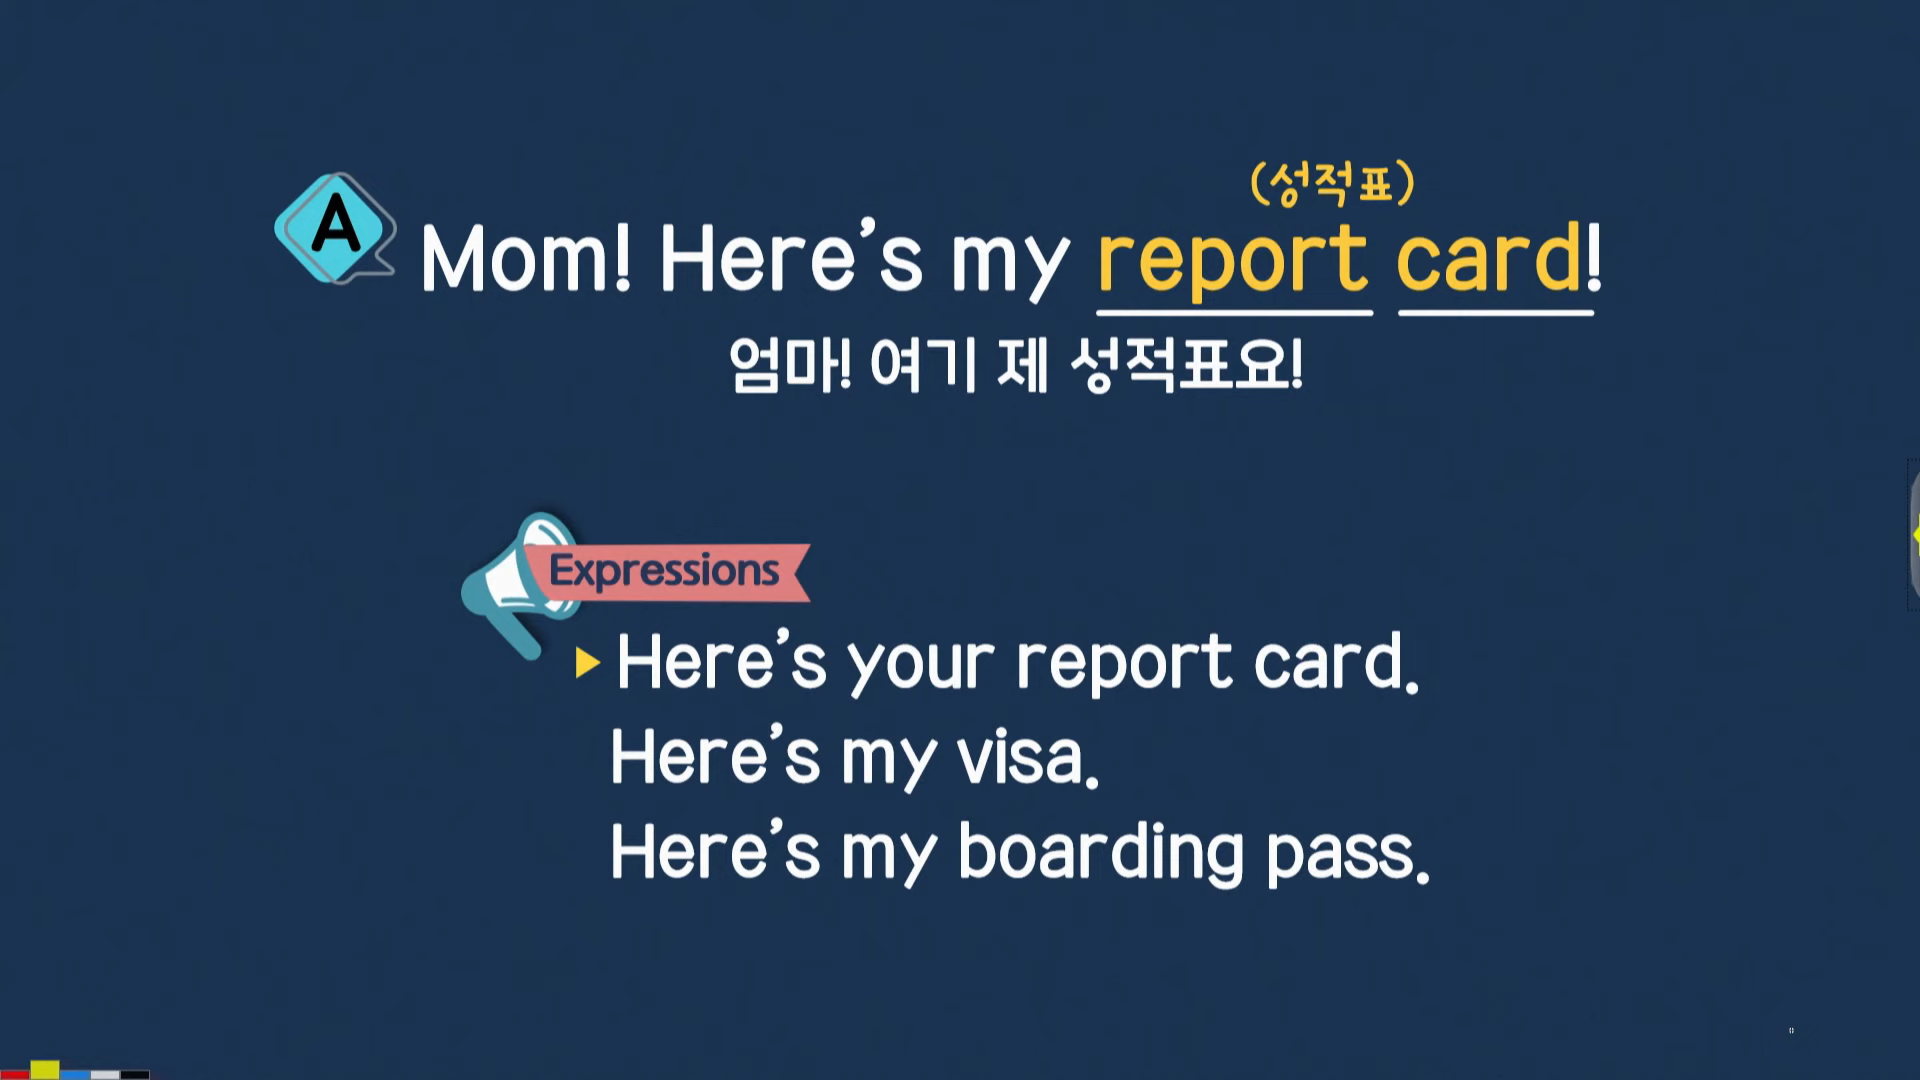 (성적표)
A Mom! Here's my report card!
엄마! 여기 제 성적표요!
Expressions
Here's your report card.
Here's my visa.
Here's my boarding pass.